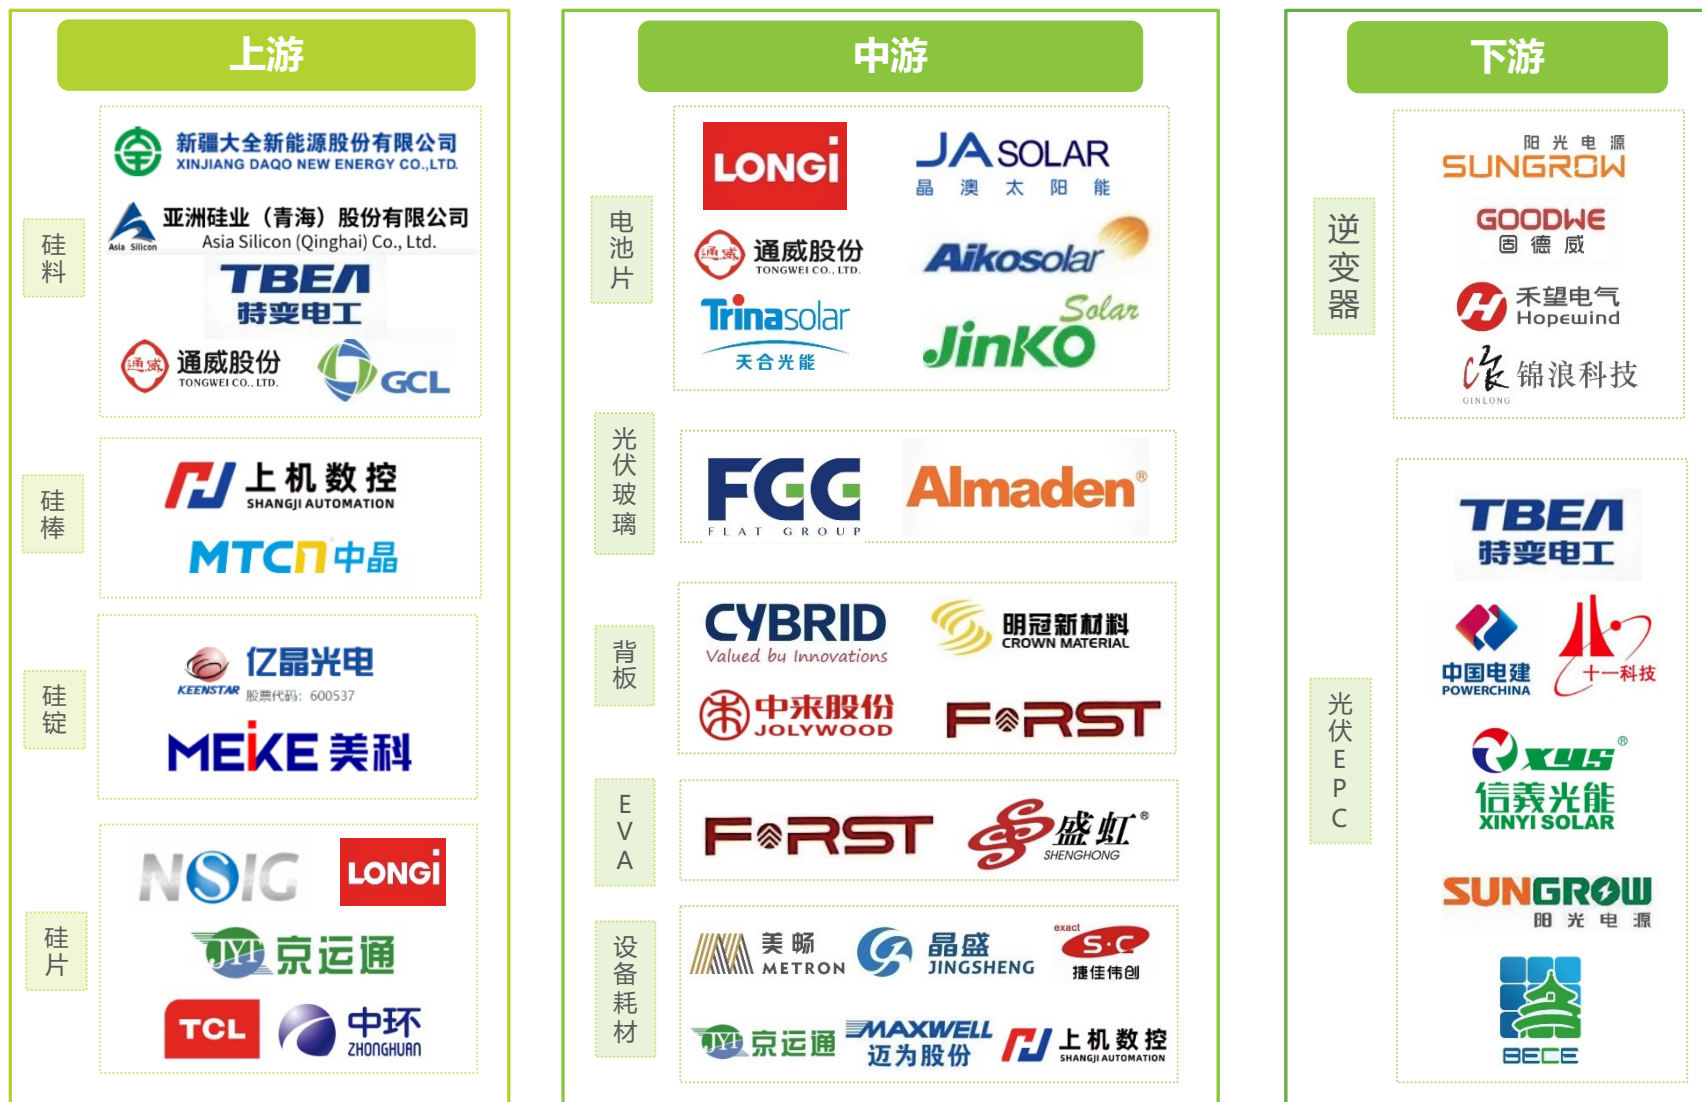 上游
硅料
新疆大全新能源股份有限公司
XINJIANG DAQO NEW ENERGY CO.,LTD.
Asia Silicon
亚洲硅业（青海）股份有限公司
Asia Silicon (Qinghai) Co., Ltd.
TBEA
特变电工
通威
通威股份
TONGWEI CO., LTD.
GCL
硅棒
上机数控
SHANGJI AUTOMATION
MTCN中晶
硅锭
KEENSTAR
亿晶光电
股票代码：600537
MEiKE 美科
硅片
NSIG
LONGi
JYT 京运通
TCL
中环
ZHONGHUAN
中游
电池片
LONGi
JA SOLAR
晶澳太阳能
通威
通威股份
TONGWEI CO., LTD.
Aikosolar
Trinasolar
天合光能
JinKO Solar
光伏玻璃
FGG
FLAT GROUP
Almaden®
背板
CYBRID
Valued by Innovations
明冠新材料
CROWN MATERIAL
中来股份
JOLYWOOD
FIRST
EVA
FIRST
盛虹®
SHENGHONG
设备耗材
美畅
METRON
晶盛
JINGSHENG
exact
S·C
捷佳伟创
JYT 京运通
MAXWELL
迈为股份
上机数控
SHANGJI AUTOMATION
下游
逆变器
阳光电源
SUNGROW
GOODWE
固德威
禾望电气
Hopewind
锦浪科技
GINLONG
光伏EPC
TBEA
特变电工
中国电建
POWERCHINA
十一科技
XYS®
信義光能
XINYI SOLAR
SUNGROW
阳光电源
BECE